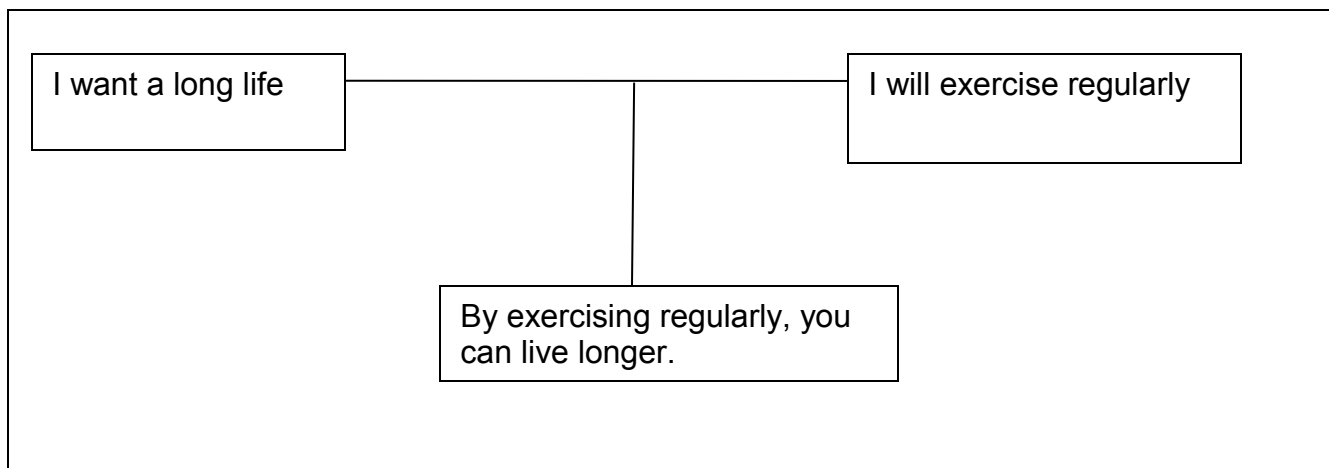 I want a long life
I will exercise regularly
By exercising regularly, you
can live longer.